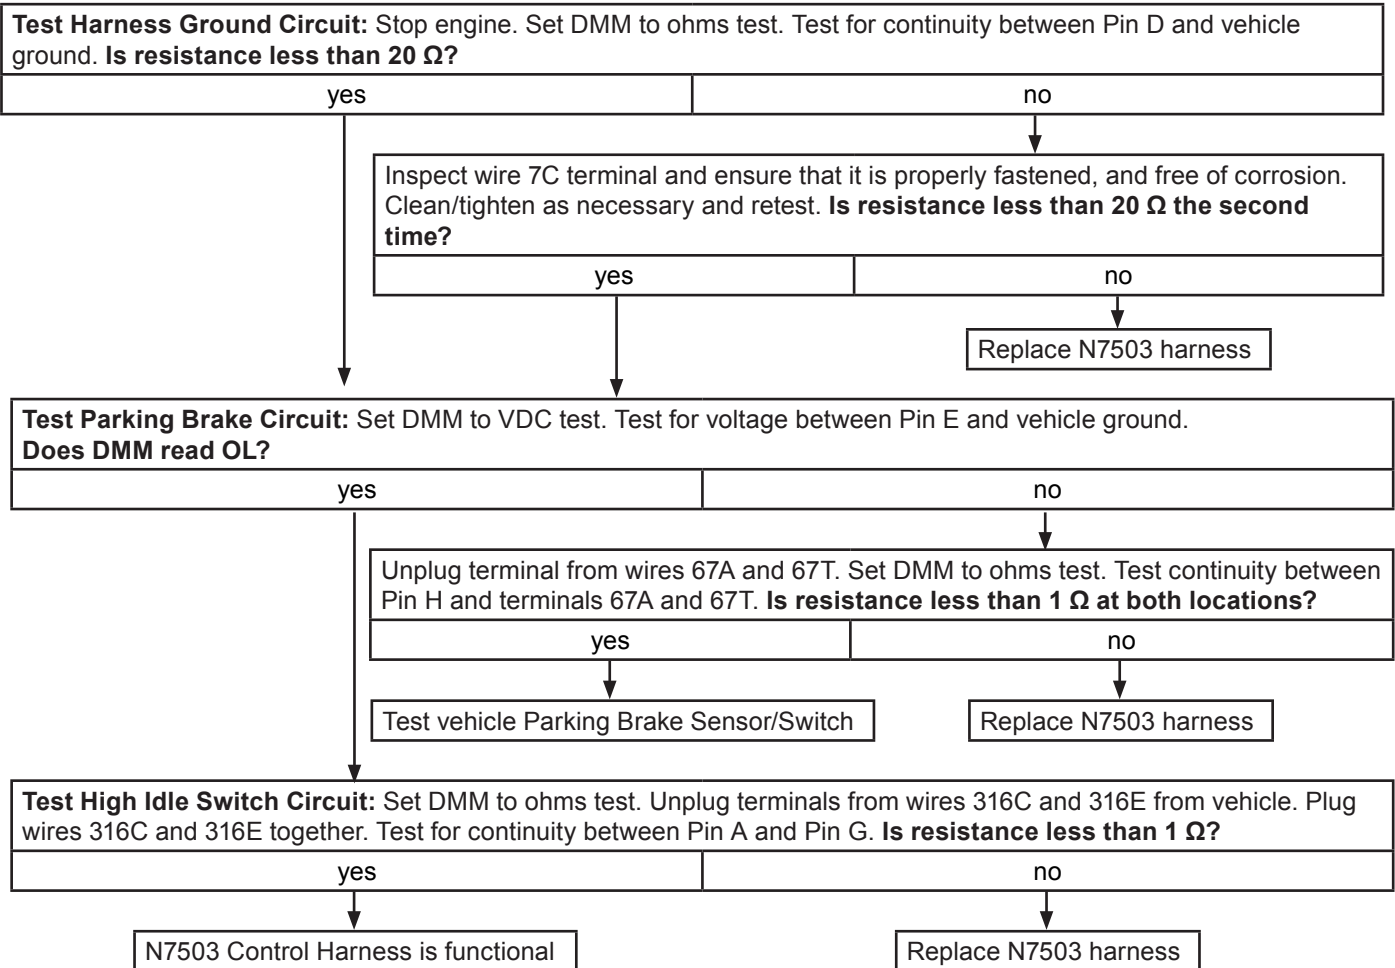 Test Harness Ground Circuit: Stop engine. Set DMM to ohms test. Test for continuity between Pin D and vehicle
ground. Is resistance less than 20 Ω?
yes
no
Inspect wire 7C terminal and ensure that it is properly fastened, and free of corrosion.
Clean/tighten as necessary and retest. Is resistance less than 20 Ω the second
time?
yes
no
Replace N7503 harness
Test Parking Brake Circuit: Set DMM to VDC test. Test for voltage between Pin E and vehicle ground.
Does DMM read OL?
yes
no
Unplug terminal from wires 67A and 67T. Set DMM to ohms test. Test continuity between
Pin H and terminals 67A and 67T. Is resistance less than 1 Ω at both locations?
yes
no
Test vehicle Parking Brake Sensor/Switch
Replace N7503 harness
Test High Idle Switch Circuit: Set DMM to ohms test. Unplug terminals from wires 316C and 316E from vehicle. Plug
wires 316C and 316E together. Test for continuity between Pin A and Pin G. Is resistance less than 1 Ω?
yes
no
N7503 Control Harness is functional
Replace N7503 harness